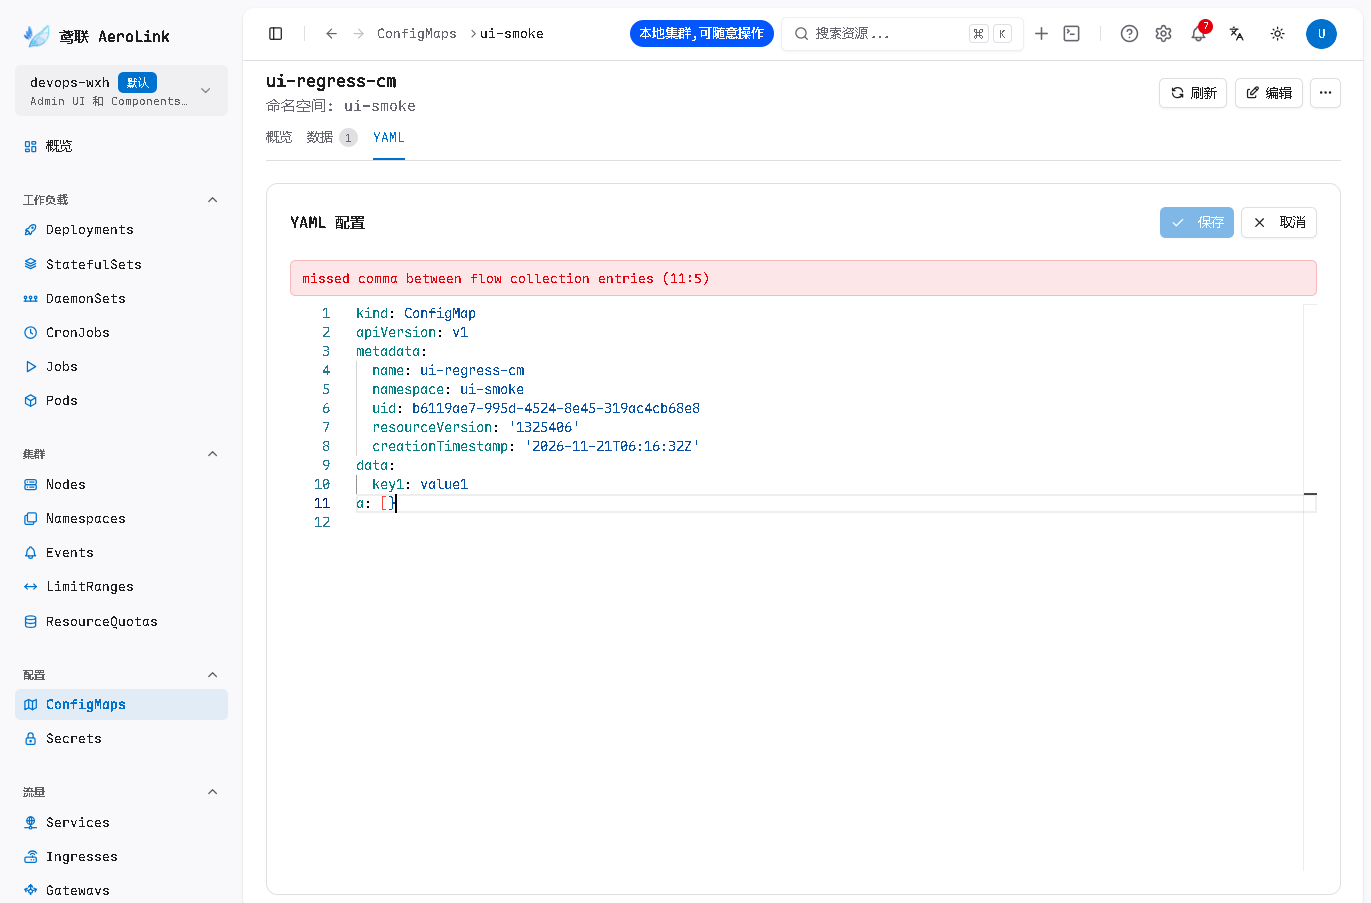 鸢联 AeroLink
ConfigMaps
ui-smoke
本地集群,可随意操作
搜索资源...
⌘ K
7
U
devops-wxh 默认
Admin UI 和 Components…
概览
工作负载
Deployments
StatefulSets
DaemonSets
CronJobs
Jobs
Pods
集群
Nodes
Namespaces
Events
LimitRanges
ResourceQuotas
配置
ConfigMaps
Secrets
流量
Services
Ingresses
Gateways
ui-regress-cm
命名空间: ui-smoke
刷新
编辑
概览 数据 1 YAML
YAML 配置
保存
取消
missed comma between flow collection entries (11:5)
1 kind: ConfigMap
2 apiVersion: v1
3 metadata:
4 name: ui-regress-cm
5 namespace: ui-smoke
6 uid: b6119ae7-995d-4524-8e45-319ac4cb68e8
7 resourceVersion: '1325406'
8 creationTimestamp: '2026-11-21T06:16:32Z'
9 data:
10 key1: value1
11 a: [}
12